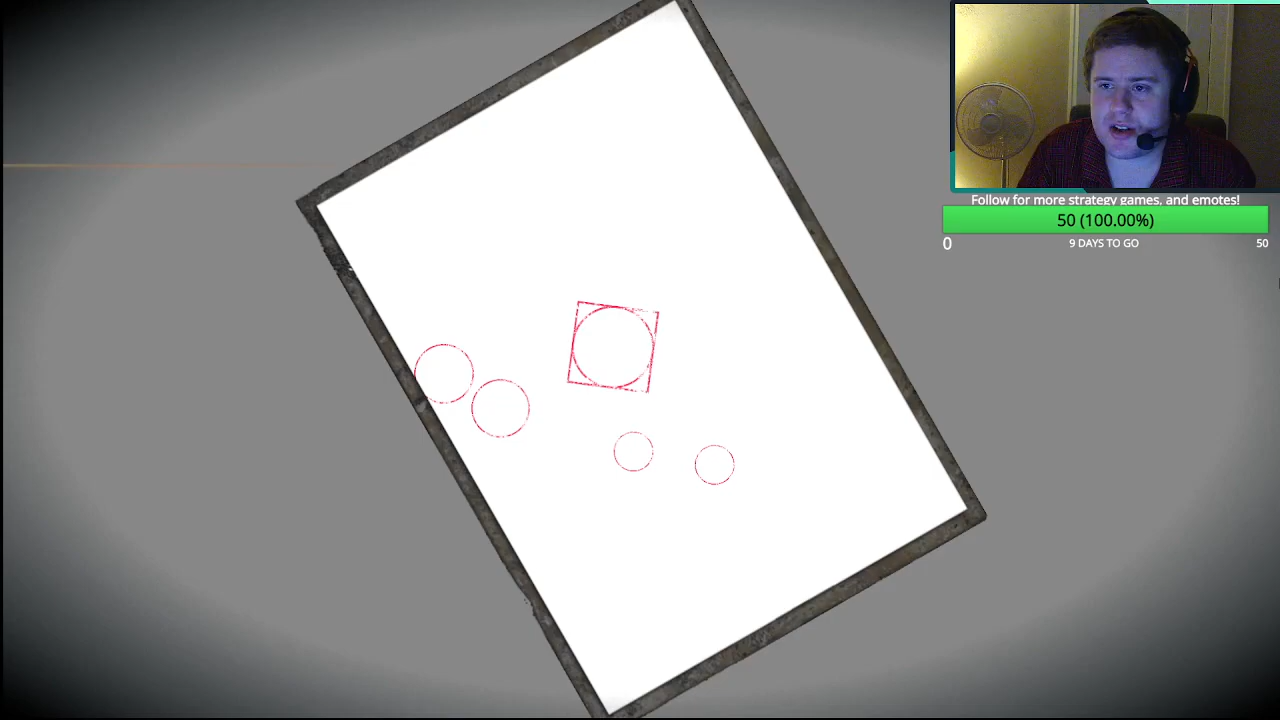 Follow for more strategy games, and emotes!
50 (100.00%)
0 9 DAYS TO GO 50